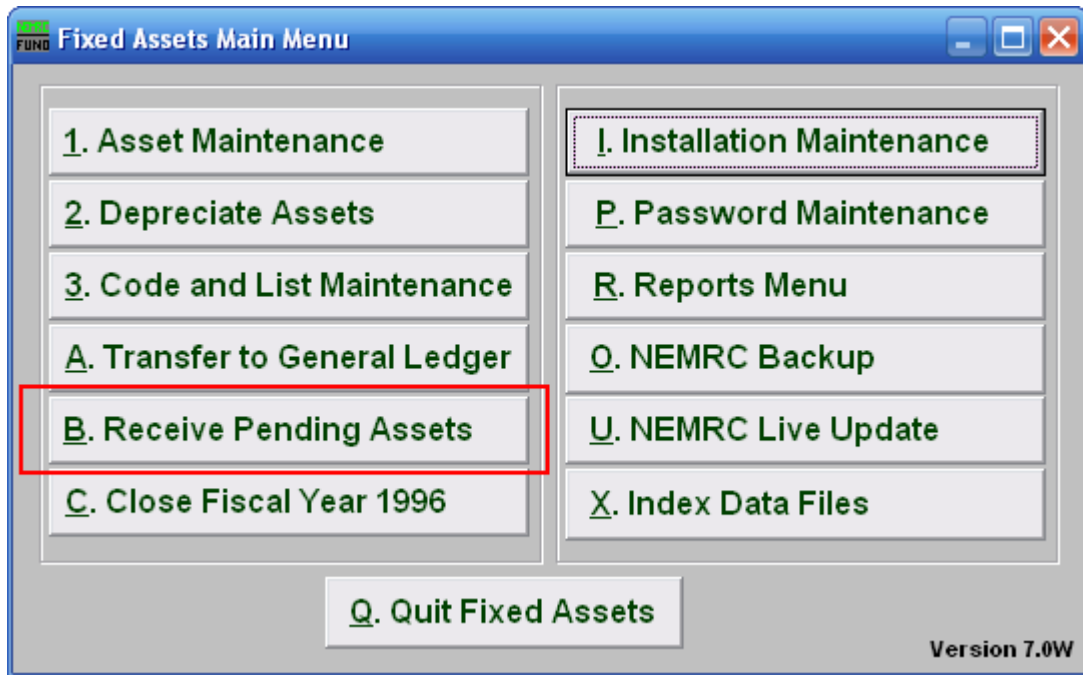 NEMRC
FUND Fixed Assets Main Menu
1. Asset Maintenance
2. Depreciate Assets
3. Code and List Maintenance
A. Transfer to General Ledger
B. Receive Pending Assets
C. Close Fiscal Year 1996
I. Installation Maintenance
P. Password Maintenance
R. Reports Menu
O. NEMRC Backup
U. NEMRC Live Update
X. Index Data Files
Q. Quit Fixed Assets
Version 7.0W